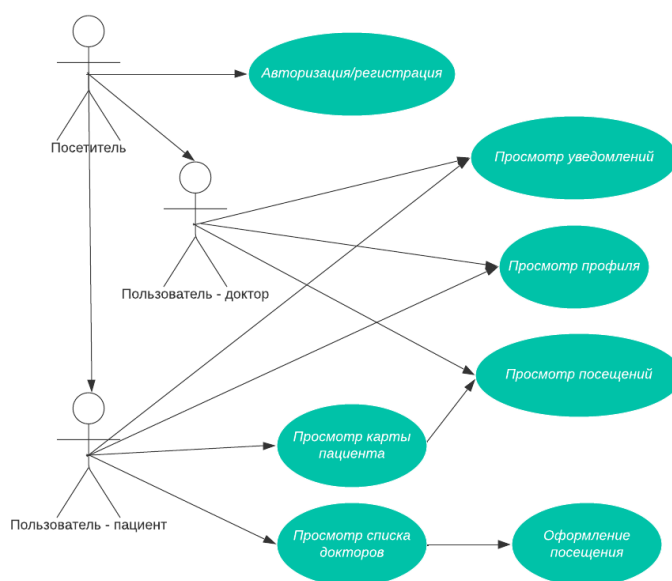 Авторизация/регистрация
Посетитель
Просмотр уведомлений
Просмотр профиля
Пользователь - доктор
Просмотр посещений
Просмотр карты
пациента
Пользователь - пациент
Просмотр списка
докторов
Оформление
посещения